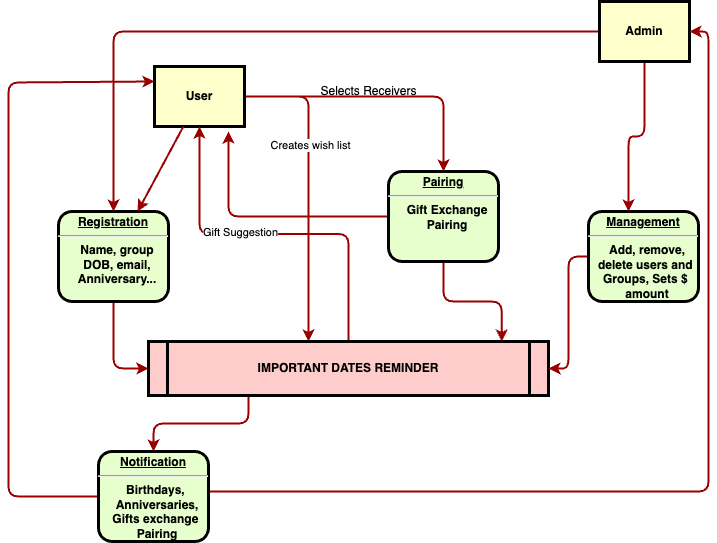 Admin
User
Selects Receivers
Creates wish list
Pairing
Gift Exchange
Pairing
Registration
Name, group
DOB, email,
Anniversary...
Gift Suggestion
Management
Add, remove,
delete users and
Groups, Sets $
amount
IMPORTANT DATES REMINDER
Notification
Birthdays,
Anniversaries,
Gifts exchange
Pairing